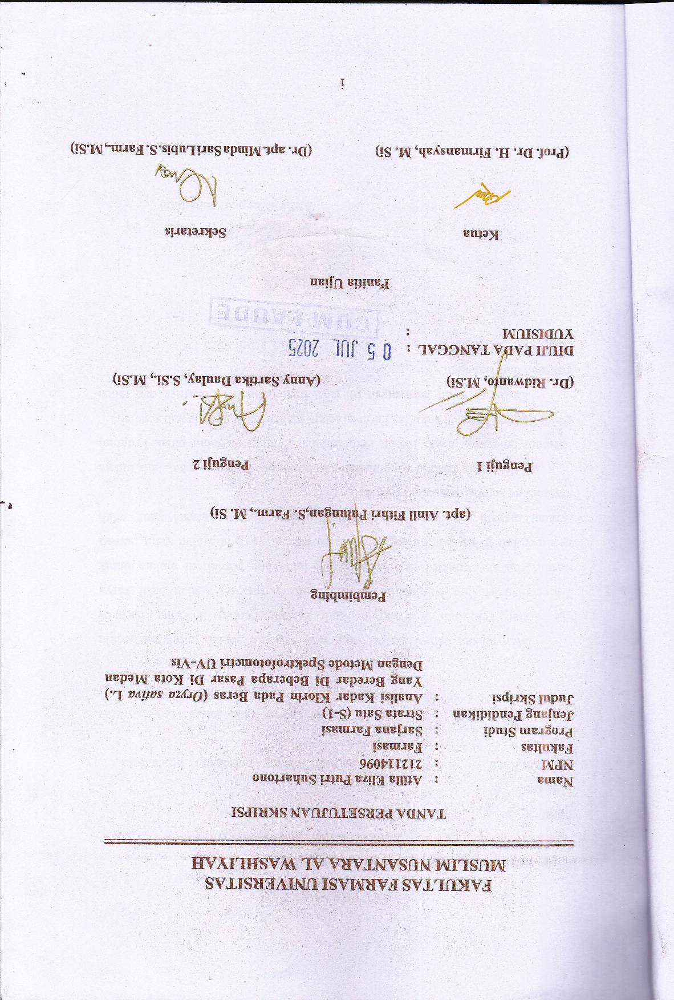 FAKULTAS FARMASI UNIVERSITAS
MUSLIM NUSANTARA AL WASHLIYAH
TANDA PERSETUJUAN SKRIPSI
Nama : Atilla Eliza Putri Suhartono
NPM : 212114096
Fakultas : Farmasi
Program Studi : Sarjana Farmasi
Jenjang Pendidikan : Strata Satu (S-1)
Judul Skripsi : Analisi Kadar Klorin Pada Beras (Oryza sativa L.)
Yang Beredar Di Beberapa Pasar Di Kota Medan
Dengan Metode Spektrofotometri UV-Vis
Pembimbing
(apt. Ainil Fithri Pulungan,S. Farm., M. Si)
Penguji 1 Penguji 2
(Dr. Ridwanto, M.Si) (Anny Sartika Daulay, S.Si., M.Si)
DIUJI PADA TANGGAL : 05 JUL 2025
YUDISIUM :
CUM LAUDE
Panitia Ujian
Ketua Sekretaris
(Prof. Dr. H. Firmansyah, M. Si) (Dr. apt. Minda Sari Lubis. S. Farm., M.Si)
i